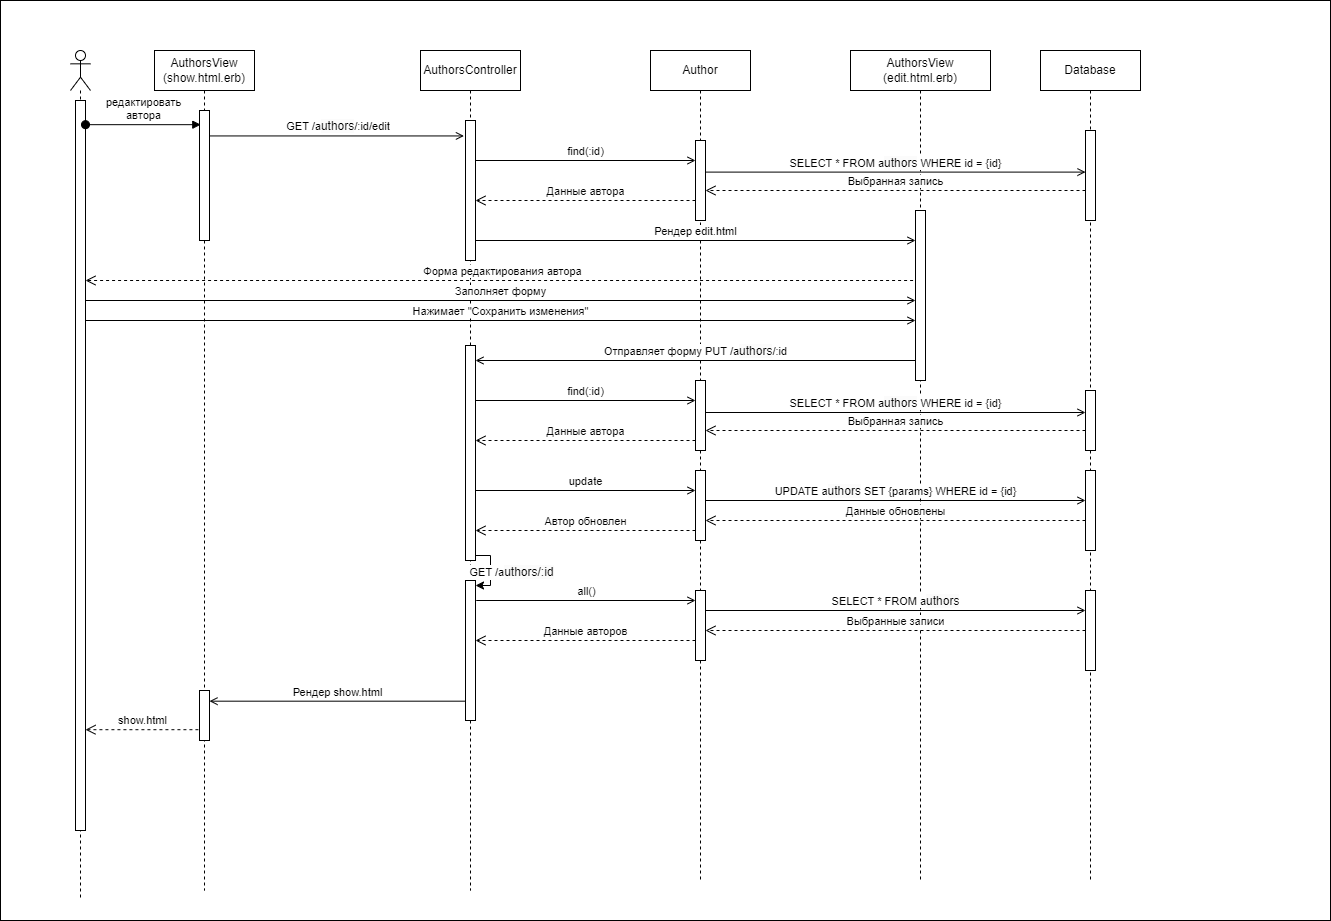 AuthorsView
(show.html.erb)
AuthorsController
Author
AuthorsView
(edit.html.erb)
Database
редактировать
автора
GET /authors/:id/edit
find(:id)
SELECT * FROM authors WHERE id = {id}
Выбранная запись
Данные автора
Рендер edit.html
Форма редактирования автора
Заполняет форму
Нажимает "Сохранить изменения"
Отправляет форму PUT /authors/:id
find(:id)
SELECT * FROM authors WHERE id = {id}
Выбранная запись
Данные автора
update
UPDATE authors SET {params} WHERE id = {id}
Данные обновлены
Автор обновлен
GET /authors/:id
all()
SELECT * FROM authors
Выбранные записи
Данные авторов
Рендер show.html
show.html